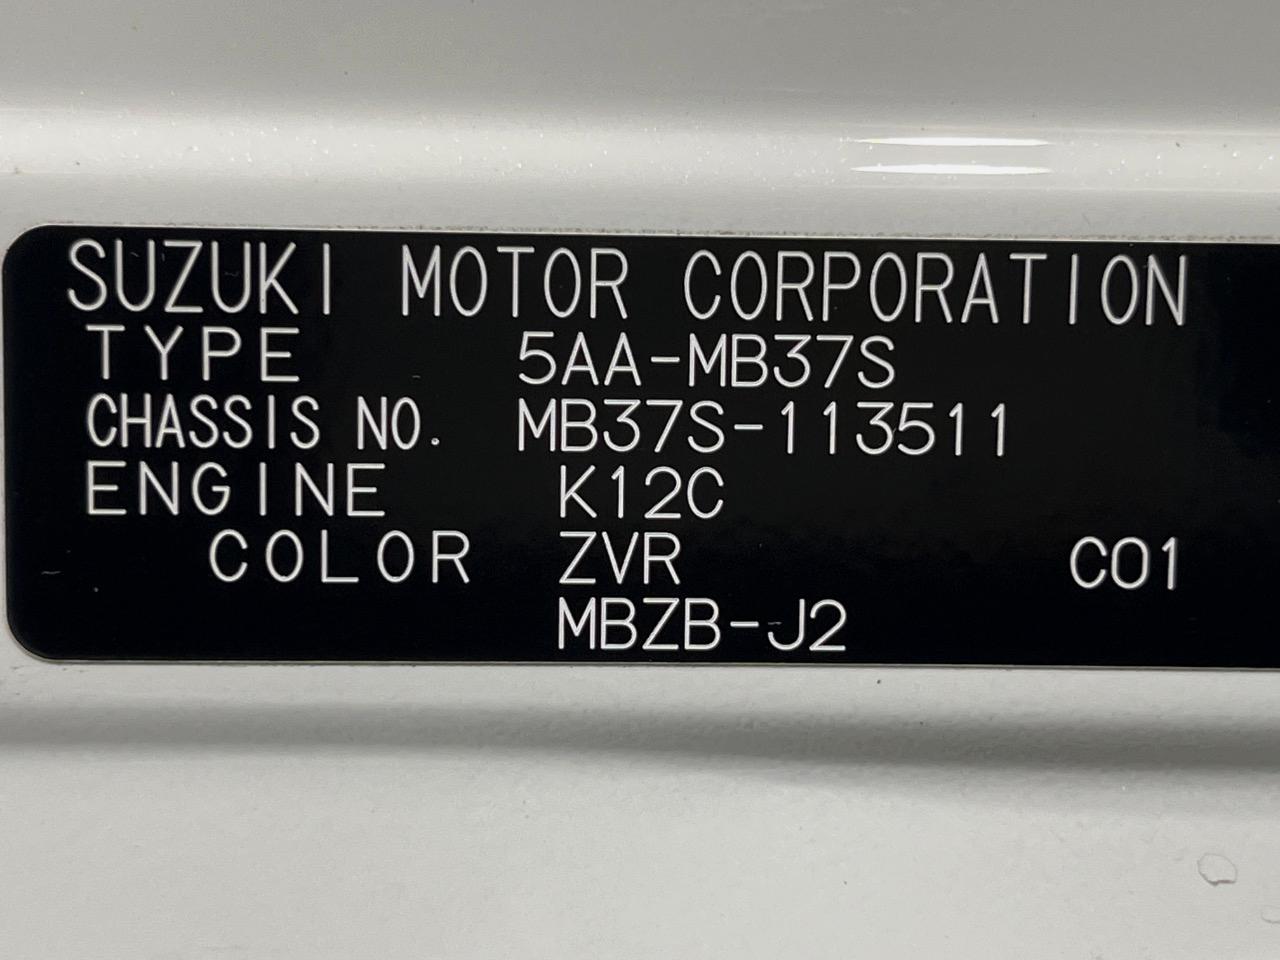 SUZUKI MOTOR CORPORATION
TYPE 5AA-MB37S
CHASSIS NO. MB37S-113511
ENGINE K12C
COLOR ZVR C01
MBZB-J2